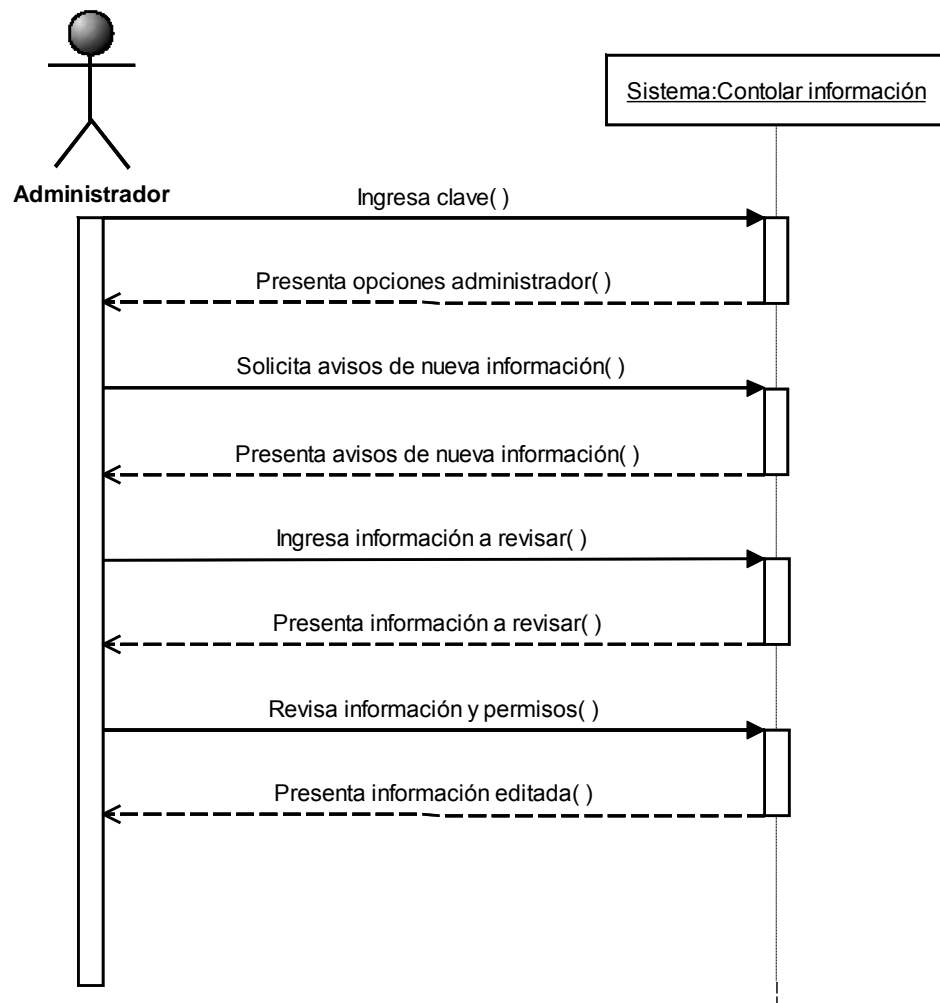 Sistema:Contolar información
Administrador
Ingresa clave( )
Presenta opciones administrador( )
Solicita avisos de nueva información( )
Presenta avisos de nueva información( )
Ingresa información a revisar( )
Presenta información a revisar( )
Revisa información y permisos( )
Presenta información editada( )